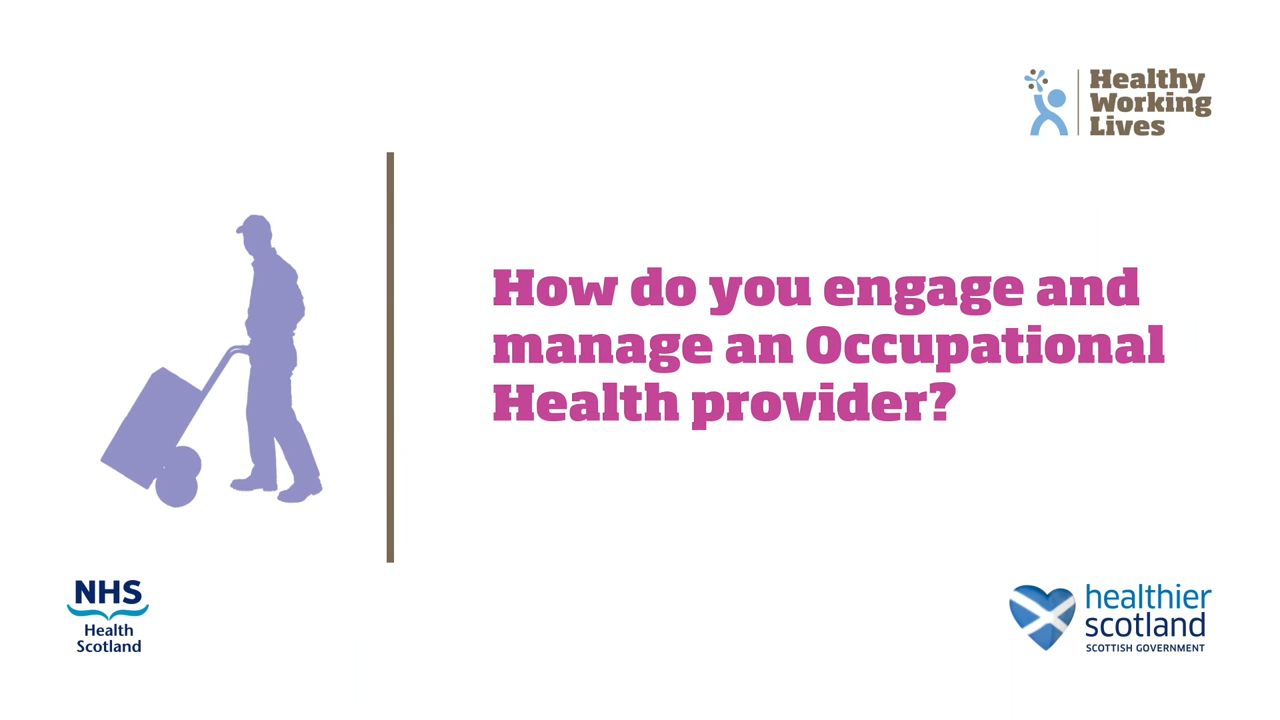 Healthy
Working
Lives
How do you engage and
manage an Occupational
Health provider?
NHS
Health
Scotland
healthier
scotland
SCOTTISH GOVERNMENT